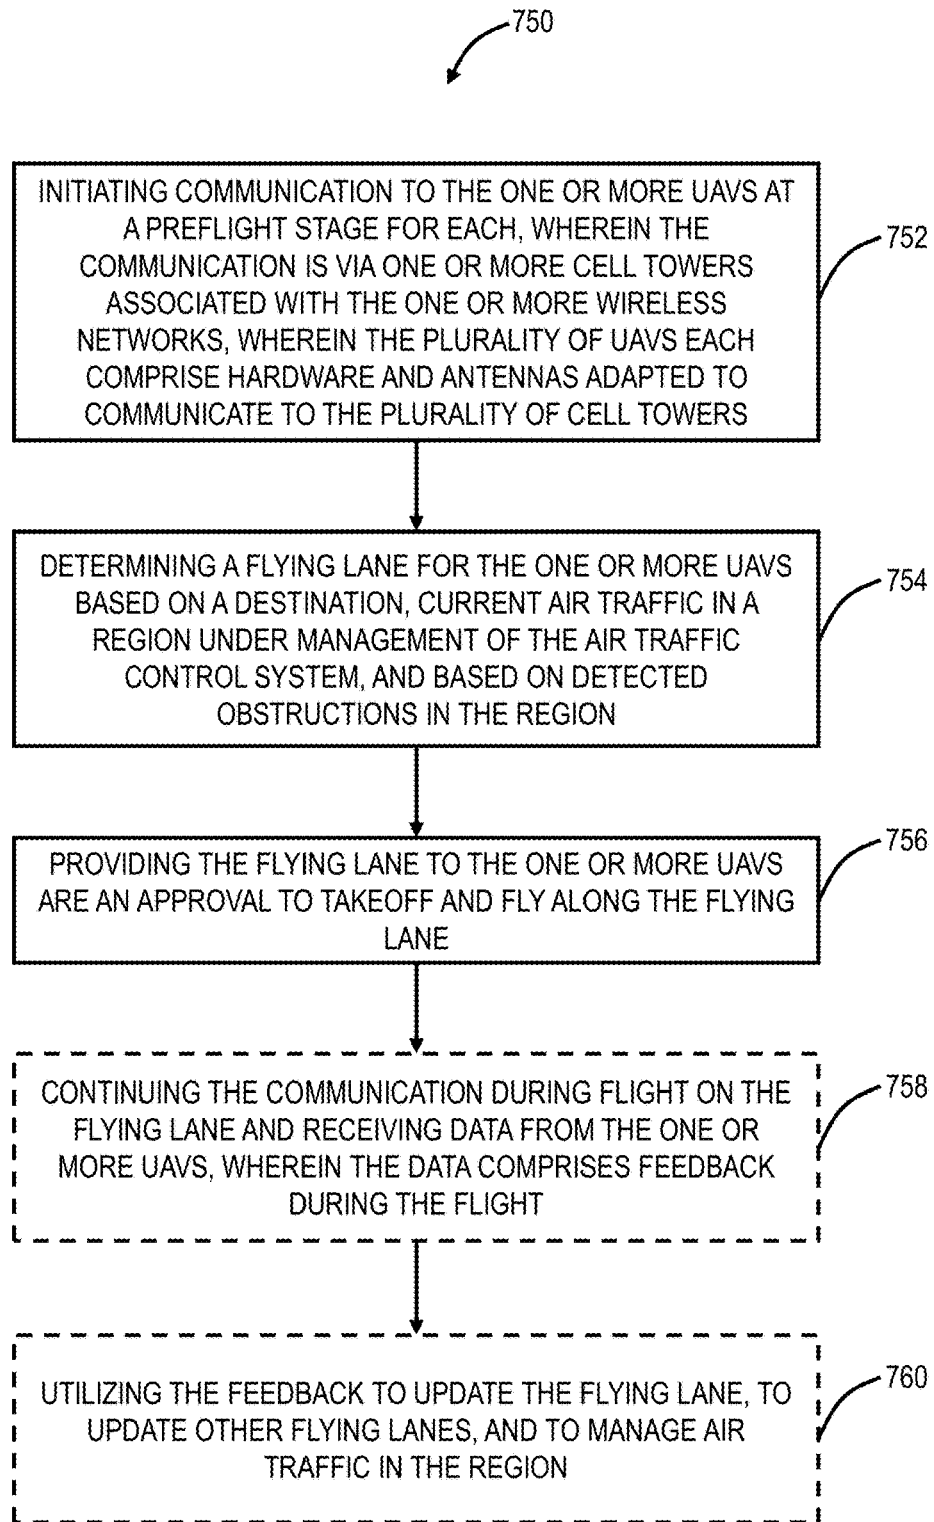 750
INITIATING COMMUNICATION TO THE ONE OR MORE UAVS AT
A PREFLIGHT STAGE FOR EACH, WHEREIN THE
COMMUNICATION IS VIA ONE OR MORE CELL TOWERS
ASSOCIATED WITH THE ONE OR MORE WIRELESS
NETWORKS, WHEREIN THE PLURALITY OF UAVS EACH
COMPRISE HARDWARE AND ANTENNAS ADAPTED TO
COMMUNICATE TO THE PLURALITY OF CELL TOWERS
752
DETERMINING A FLYING LANE FOR THE ONE OR MORE UAVS
BASED ON A DESTINATION, CURRENT AIR TRAFFIC IN A
REGION UNDER MANAGEMENT OF THE AIR TRAFFIC
CONTROL SYSTEM, AND BASED ON DETECTED
OBSTRUCTIONS IN THE REGION
754
PROVIDING THE FLYING LANE TO THE ONE OR MORE UAVS
ARE AN APPROVAL TO TAKEOFF AND FLY ALONG THE FLYING
LANE
756
CONTINUING THE COMMUNICATION DURING FLIGHT ON THE
FLYING LANE AND RECEIVING DATA FROM THE ONE OR
MORE UAVS, WHEREIN THE DATA COMPRISES FEEDBACK
DURING THE FLIGHT
758
UTILIZING THE FEEDBACK TO UPDATE THE FLYING LANE, TO
UPDATE OTHER FLYING LANES, AND TO MANAGE AIR
TRAFFIC IN THE REGION
760